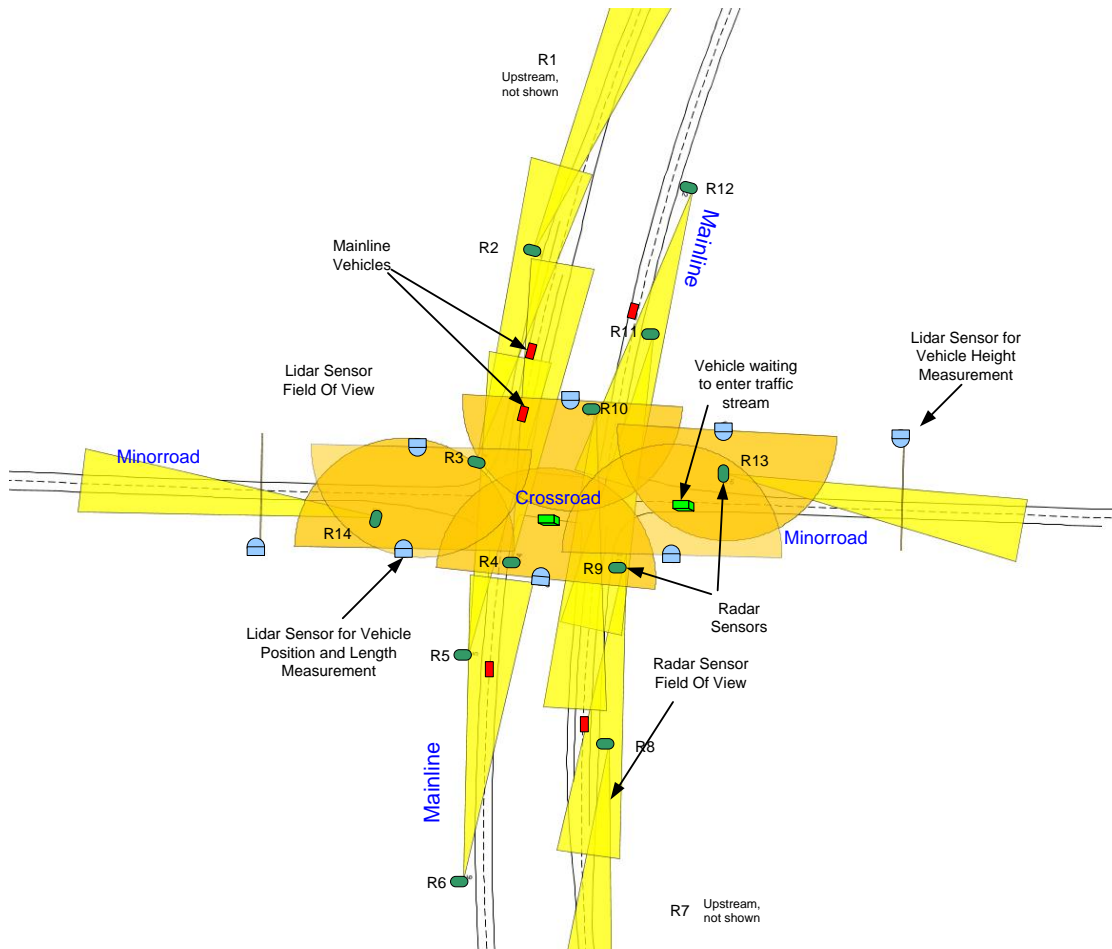 R1
Upstream,
not shown
R12
Mainline
R2
Mainline
Vehicles
R11
Lidar Sensor for
Vehicle Height
Measurement
Lidar Sensor
Field Of View
Vehicle waiting
to enter traffic
stream
R10
Minorroad
R3
R13
Crossroad
R14
Minorroad
R4
R9
Radar
Sensors
Lidar Sensor for Vehicle
Position and Length
Measurement
R5
Radar Sensor
Field Of View
Mainline
R8
R6
R7
Upstream,
not shown